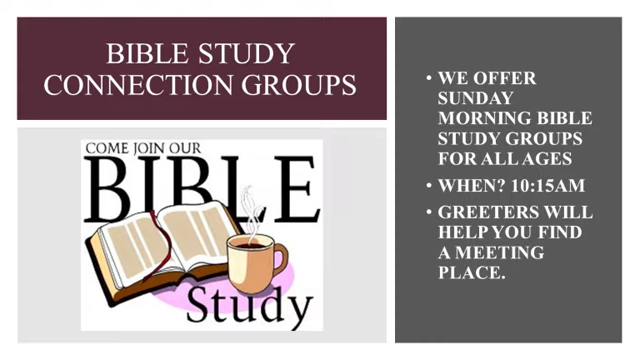 BIBLE STUDY
CONNECTION GROUPS
COME JOIN OUR
BIBLE
Study
• WE OFFER
SUNDAY
MORNING BIBLE
STUDY GROUPS
FOR ALL AGES
• WHEN? 10:15AM
• GREETERS WILL
HELP YOU FIND
A MEETING
PLACE.